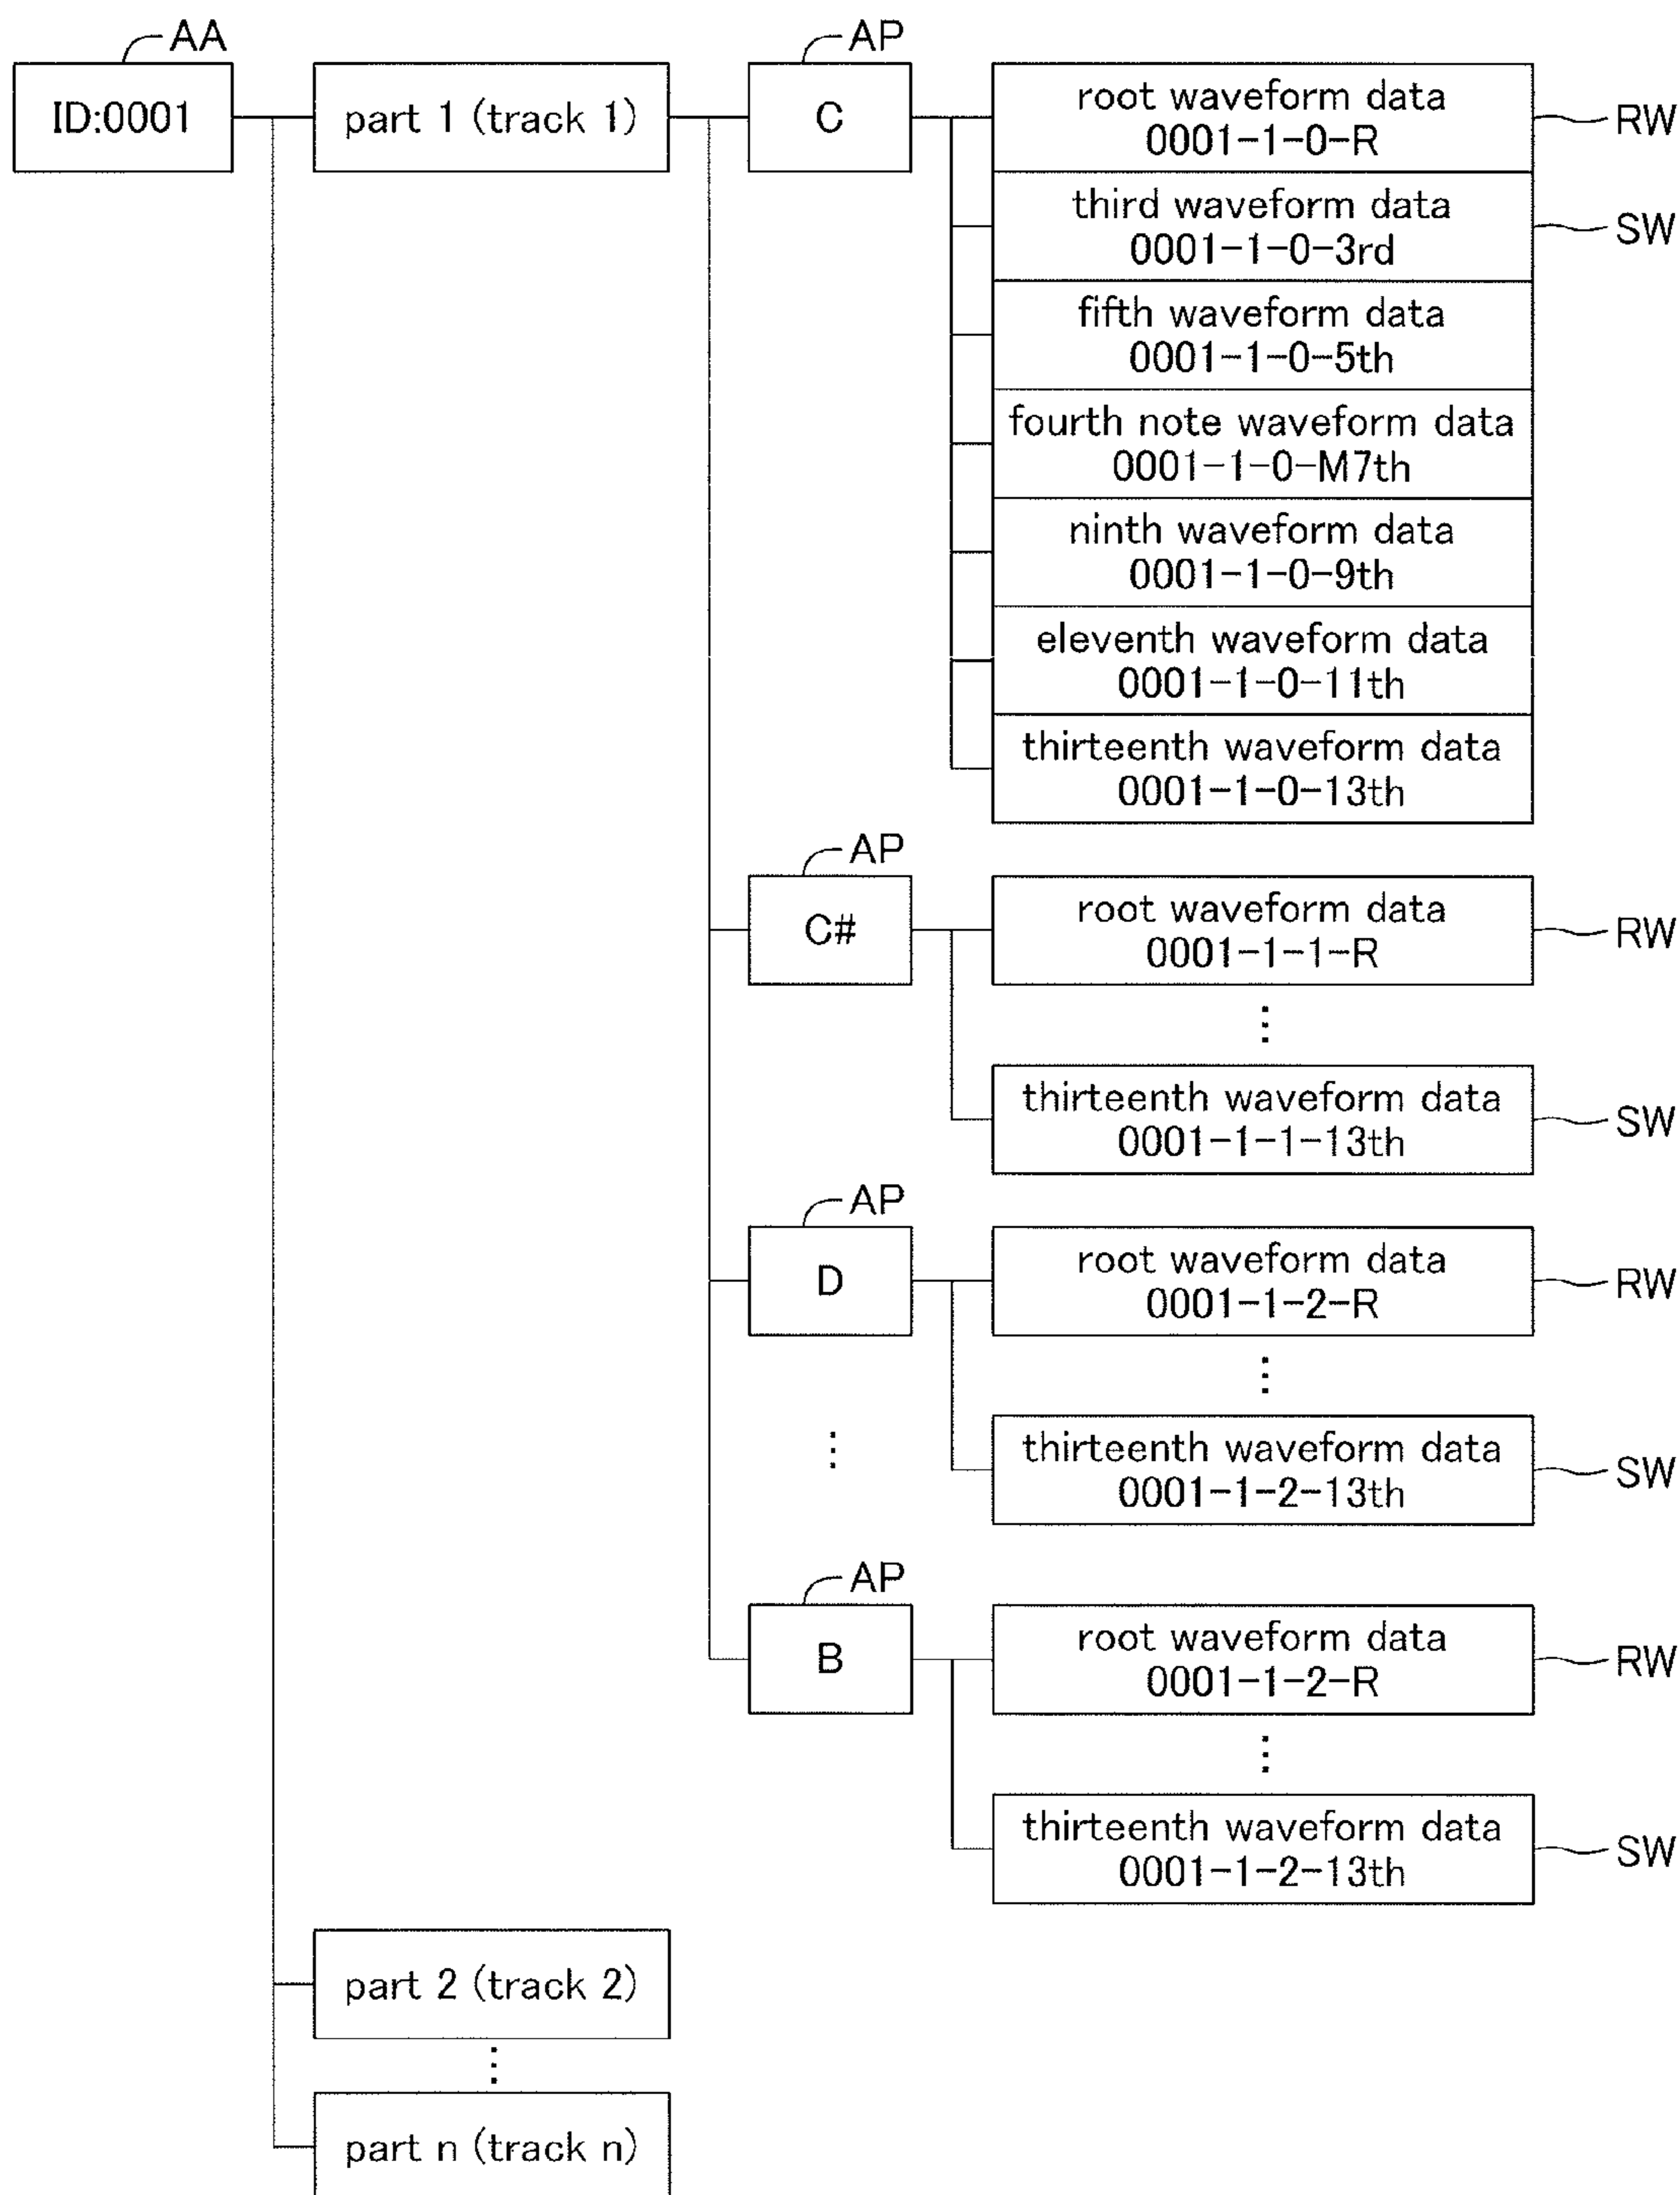 AA
AP
ID:0001
part 1 (track 1)
C
root waveform data
0001-1-0-R
RW
third waveform data
0001-1-0-3rd
SW
fifth waveform data
0001-1-0-5th
fourth note waveform data
0001-1-0-M7th
ninth waveform data
0001-1-0-9th
eleventh waveform data
0001-1-0-11th
thirteenth waveform data
0001-1-0-13th
AP
C#
root waveform data
0001-1-1-R
RW
⋮
thirteenth waveform data
0001-1-1-13th
SW
AP
D
root waveform data
0001-1-2-R
RW
⋮
⋮
thirteenth waveform data
0001-1-2-13th
SW
AP
B
root waveform data
0001-1-2-R
RW
⋮
thirteenth waveform data
0001-1-2-13th
SW
part 2 (track 2)
⋮
part n (track n)